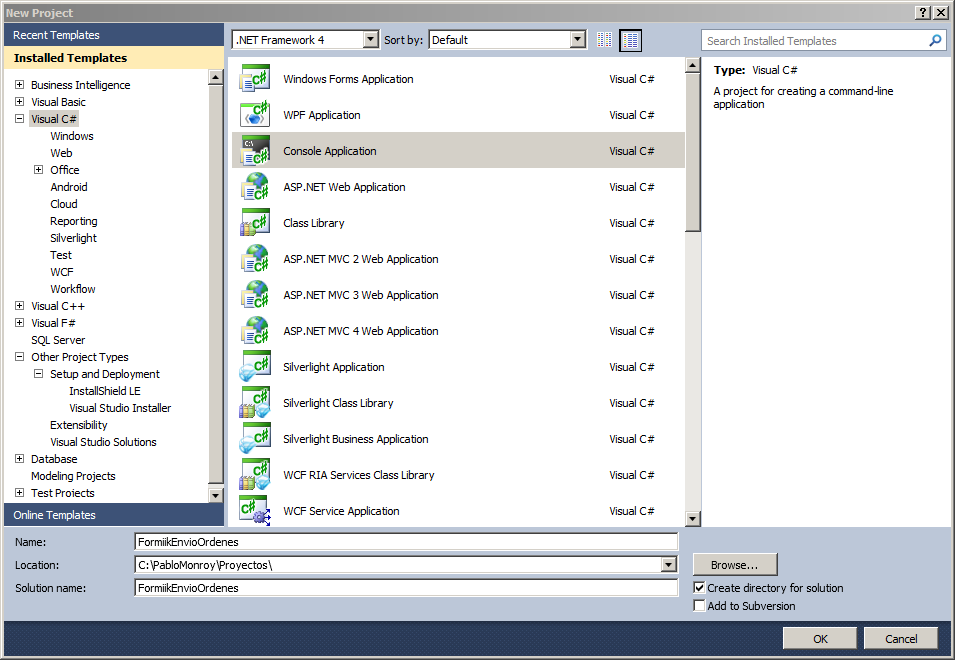 New Project
Recent Templates
Installed Templates
Business Intelligence
Visual Basic
Visual C#
Windows
Web
Office
Android
Cloud
Reporting
Silverlight
Test
WCF
Workflow
Visual C++
Visual F#
SQL Server
Other Project Types
Setup and Deployment
InstallShield LE
Visual Studio Installer
Extensibility
Visual Studio Solutions
Database
Modeling Projects
Test Projects
Online Templates
.NET Framework 4 Sort by: Default
Windows Forms Application Visual C#
WPF Application Visual C#
Console Application Visual C#
ASP.NET Web Application Visual C#
Class Library Visual C#
ASP.NET MVC 2 Web Application Visual C#
ASP.NET MVC 3 Web Application Visual C#
ASP.NET MVC 4 Web Application Visual C#
Silverlight Application Visual C#
Silverlight Class Library Visual C#
Silverlight Business Application Visual C#
WCF RIA Services Class Library Visual C#
WCF Service Application Visual C#
Search Installed Templates
Type: Visual C#
A project for creating a command-line
application
Name: FormiikEnvioOrdenes
Location: C:\PabloMonroy\Proyectos\ Browse...
Solution name: FormiikEnvioOrdenes
Create directory for solution
Add to Subversion
OK Cancel